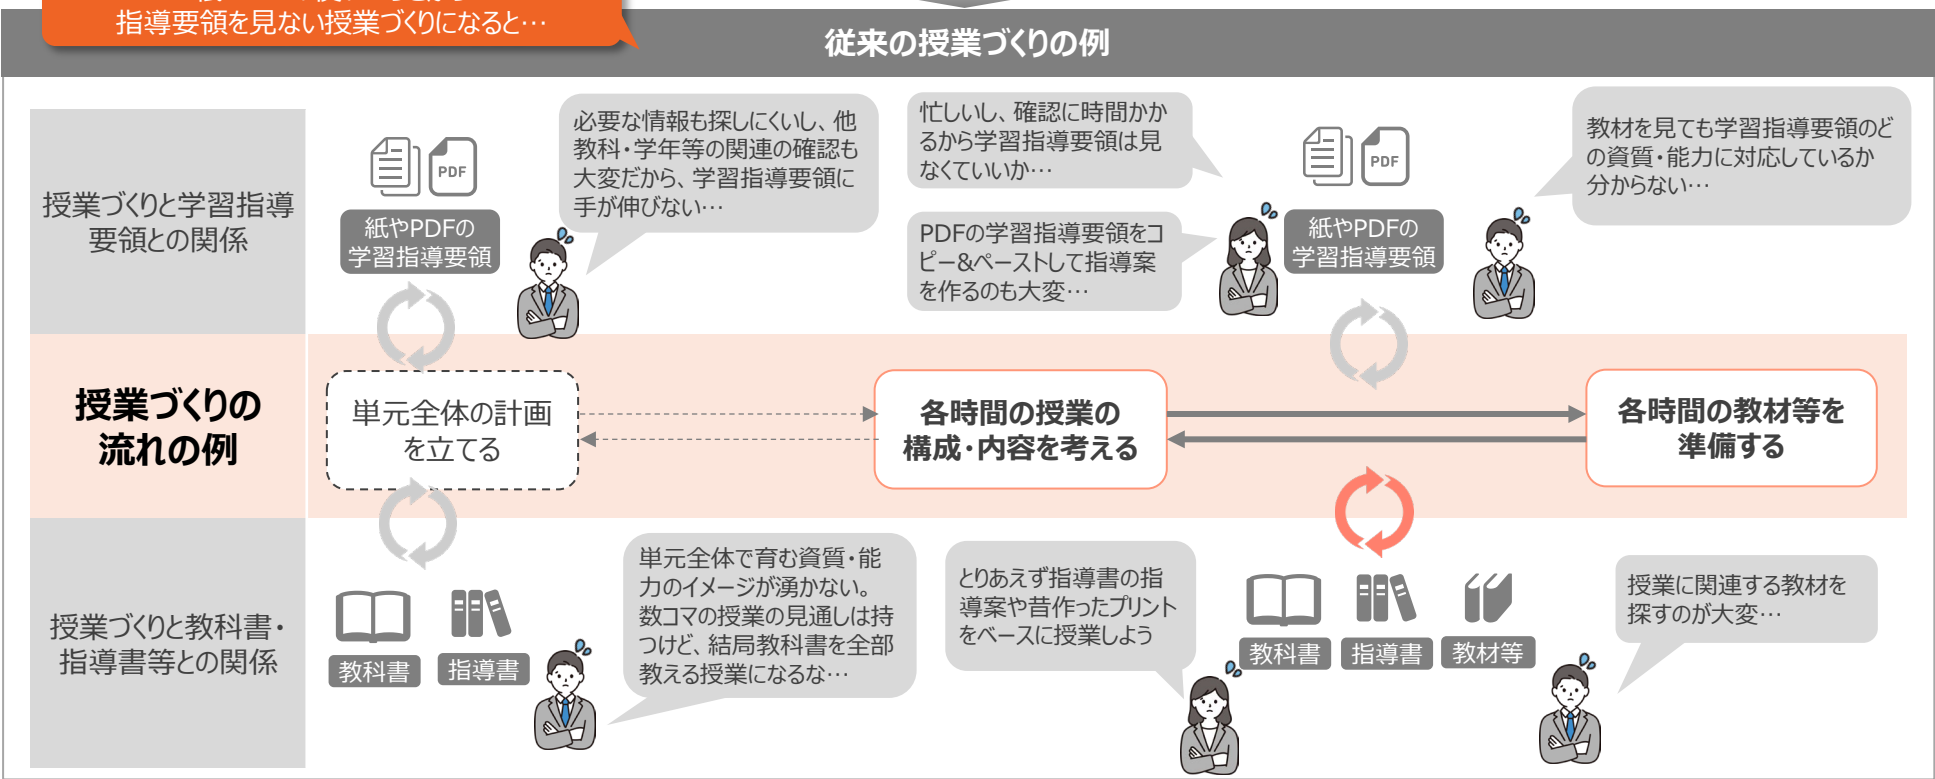 指導要領を見ない授業づくりになると…
従来の授業づくりの例
授業づくりと学習指導
要領との関係
PDF
紙やPDFの
学習指導要領
必要な情報も探しにくいし、他
教科・学年等の関連の確認も
大変だから、学習指導要領に
手が伸びない…
忙しいし、確認に時間かか
るから学習指導要領は見
なくていいか…
PDFの学習指導要領をコ
ピー&ペーストして指導案
を作るのも大変…
PDF
紙やPDFの
学習指導要領
教材を見ても学習指導要領のど
の資質・能力に対応しているか
分からない…
授業づくりの
流れの例
単元全体の計画
を立てる
各時間の授業の
構成・内容を考える
各時間の教材等を
準備する
授業づくりと教科書・
指導書等との関係
教科書
指導書
単元全体で育む資質・能
力のイメージが湧かない。
数コマの授業の見通しは持
つけど、結局教科書を全部
教える授業になるな…
とりあえず指導書の指
導案や昔作ったプリント
をベースに授業しよう
教科書
指導書
教材等
授業に関連する教材を
探すのが大変…